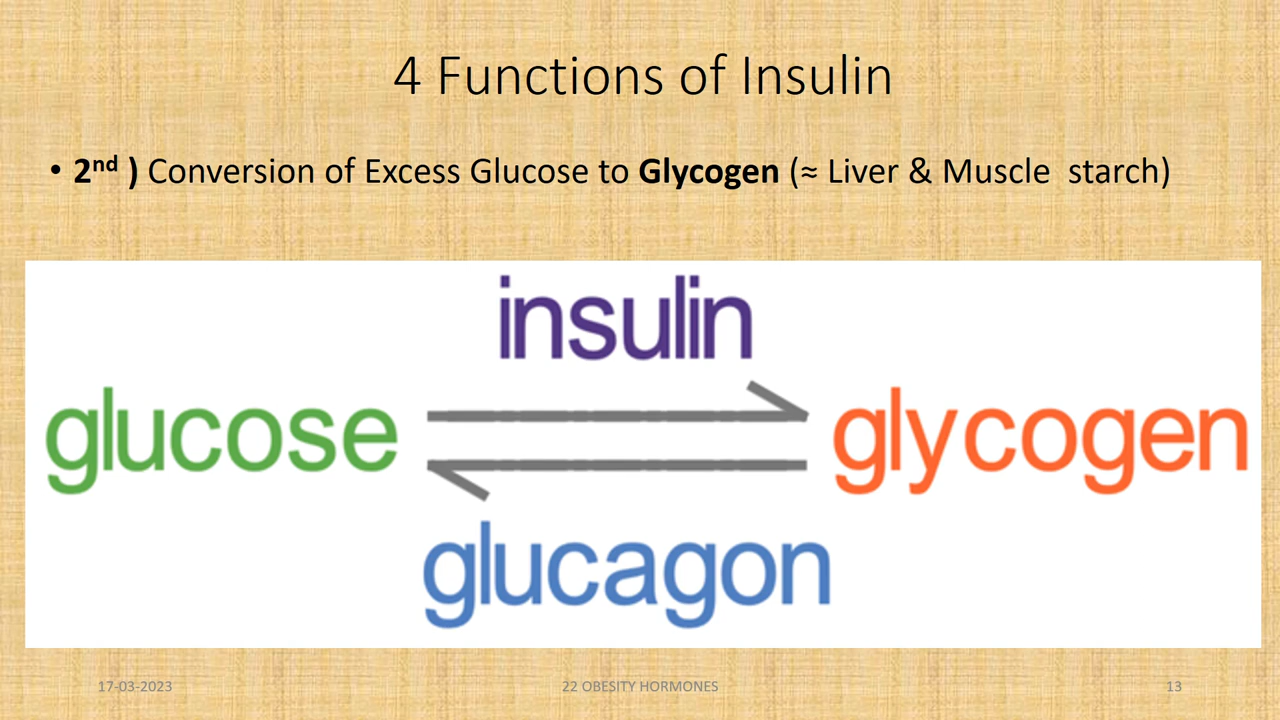 4 Functions of Insulin
• 2nd ) Conversion of Excess Glucose to Glycogen (≈ Liver & Muscle  starch)
insulin
glucose glycogen
glucagon
17-03-2023 22 OBESITY HORMONES 13